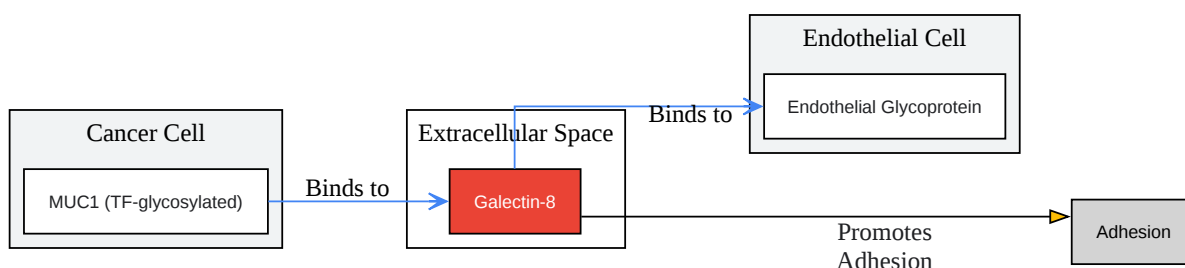 Endothelial Cell
Endothelial Glycoprotein
Binds to
Cancer Cell
Extracellular Space
MUC1 (TF-glycosylated)
Binds to
Galectin-8
Promotes
Adhesion
Adhesion